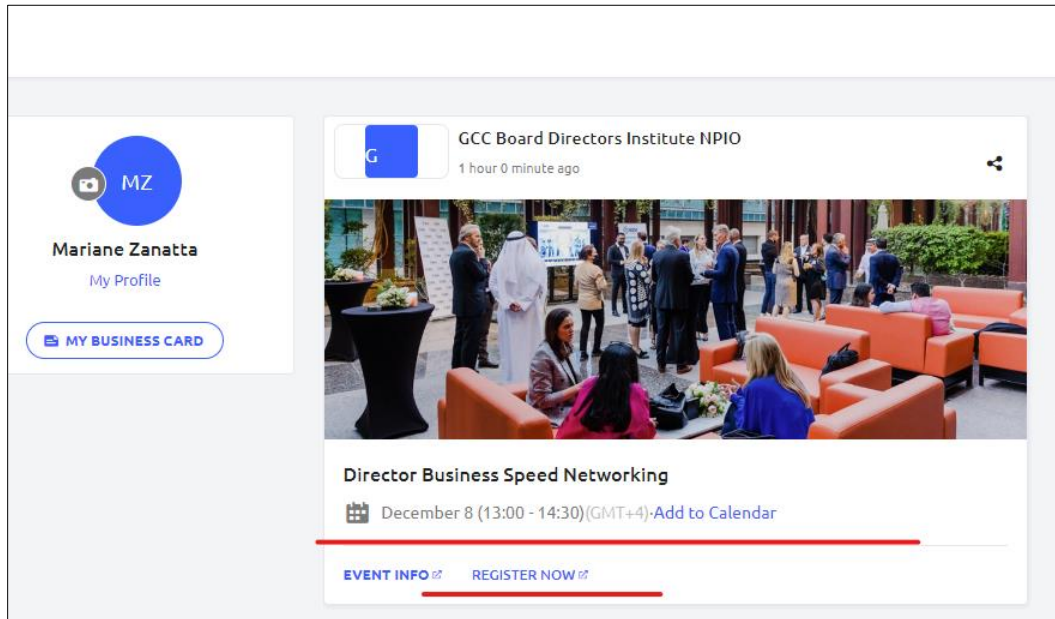 MZ
Mariane Zanatta
My Profile
MY BUSINESS CARD
G
GCC Board Directors Institute NPIO
1 hour 0 minute ago
Director Business Speed Networking
December 8 (13:00 - 14:30)(GMT+4)·Add to Calendar
EVENT INFO
REGISTER NOW